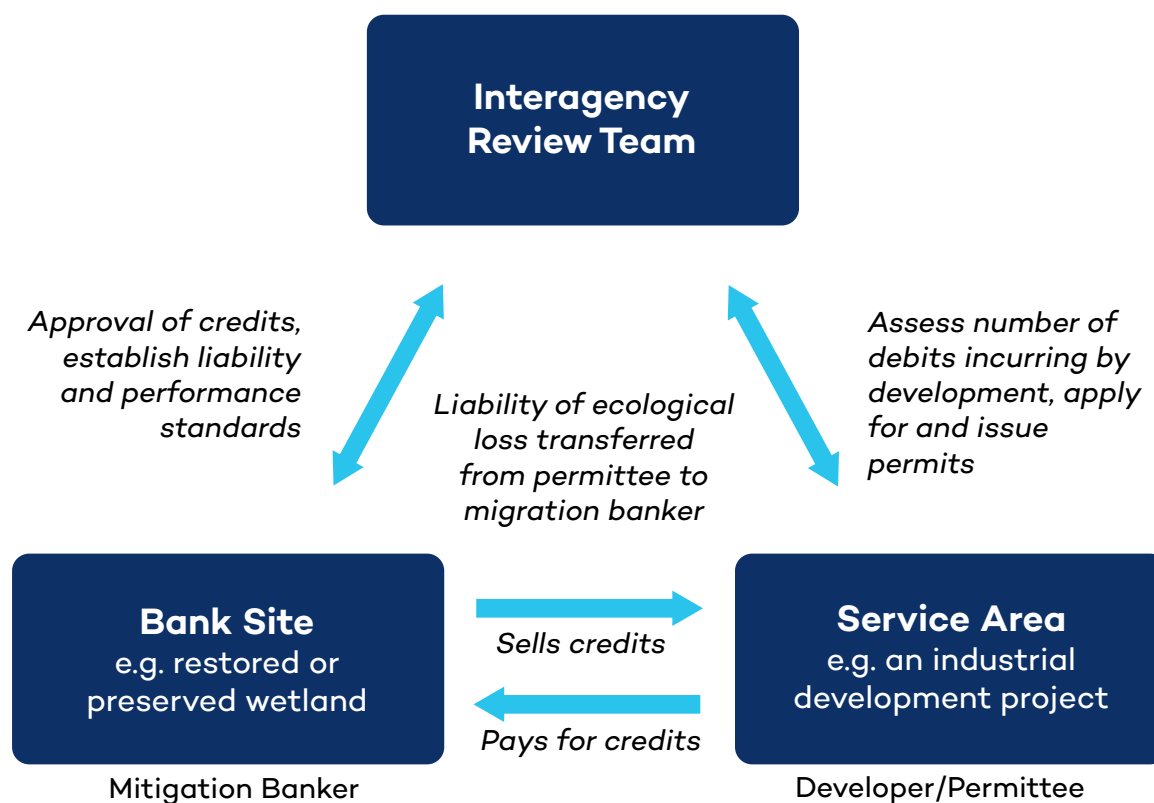 Interagency
Review Team
Approval of credits,
establish liability
and performance
standards
Liability of ecological
loss transferred
from permittee to
migration banker
Assess number of
debits incurring by
development, apply
for and issue
permits
Bank Site
e.g. restored or
preserved wetland
Sells credits
Pays for credits
Service Area
e.g. an industrial
development project
Mitigation Banker
Developer/Permittee